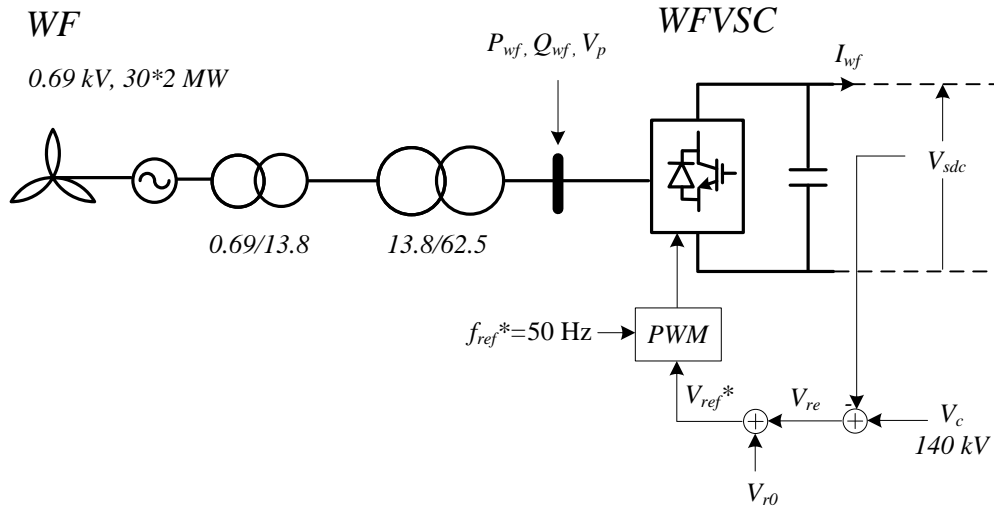 WF
WFVSC
P_wf, Q_wf, V_p
I_wf
0.69 kV, 30*2 MW
V_sdc
0.69/13.8
13.8/62.5
f_ref*=50 Hz
PWM
V_ref*
V_re
-
V_c
140 kV
V_r0